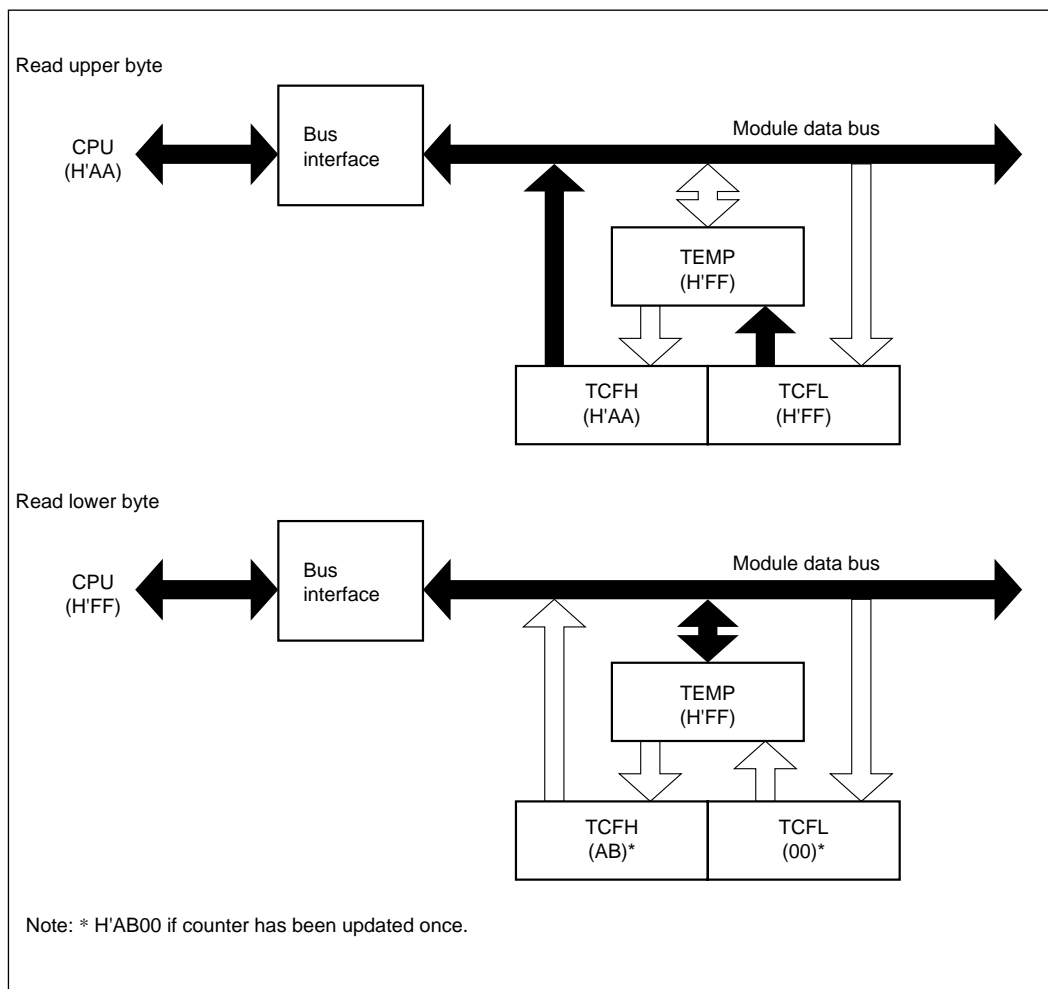 Read upper byte
CPU
(H'AA)
Bus
interface
Module data bus
TEMP
(H'FF)
TCFH
(H'AA)
TCFL
(H'FF)
Read lower byte
CPU
(H'FF)
Bus
interface
Module data bus
TEMP
(H'FF)
TCFH
(AB)*
TCFL
(00)*
Note: * H'AB00 if counter has been updated once.